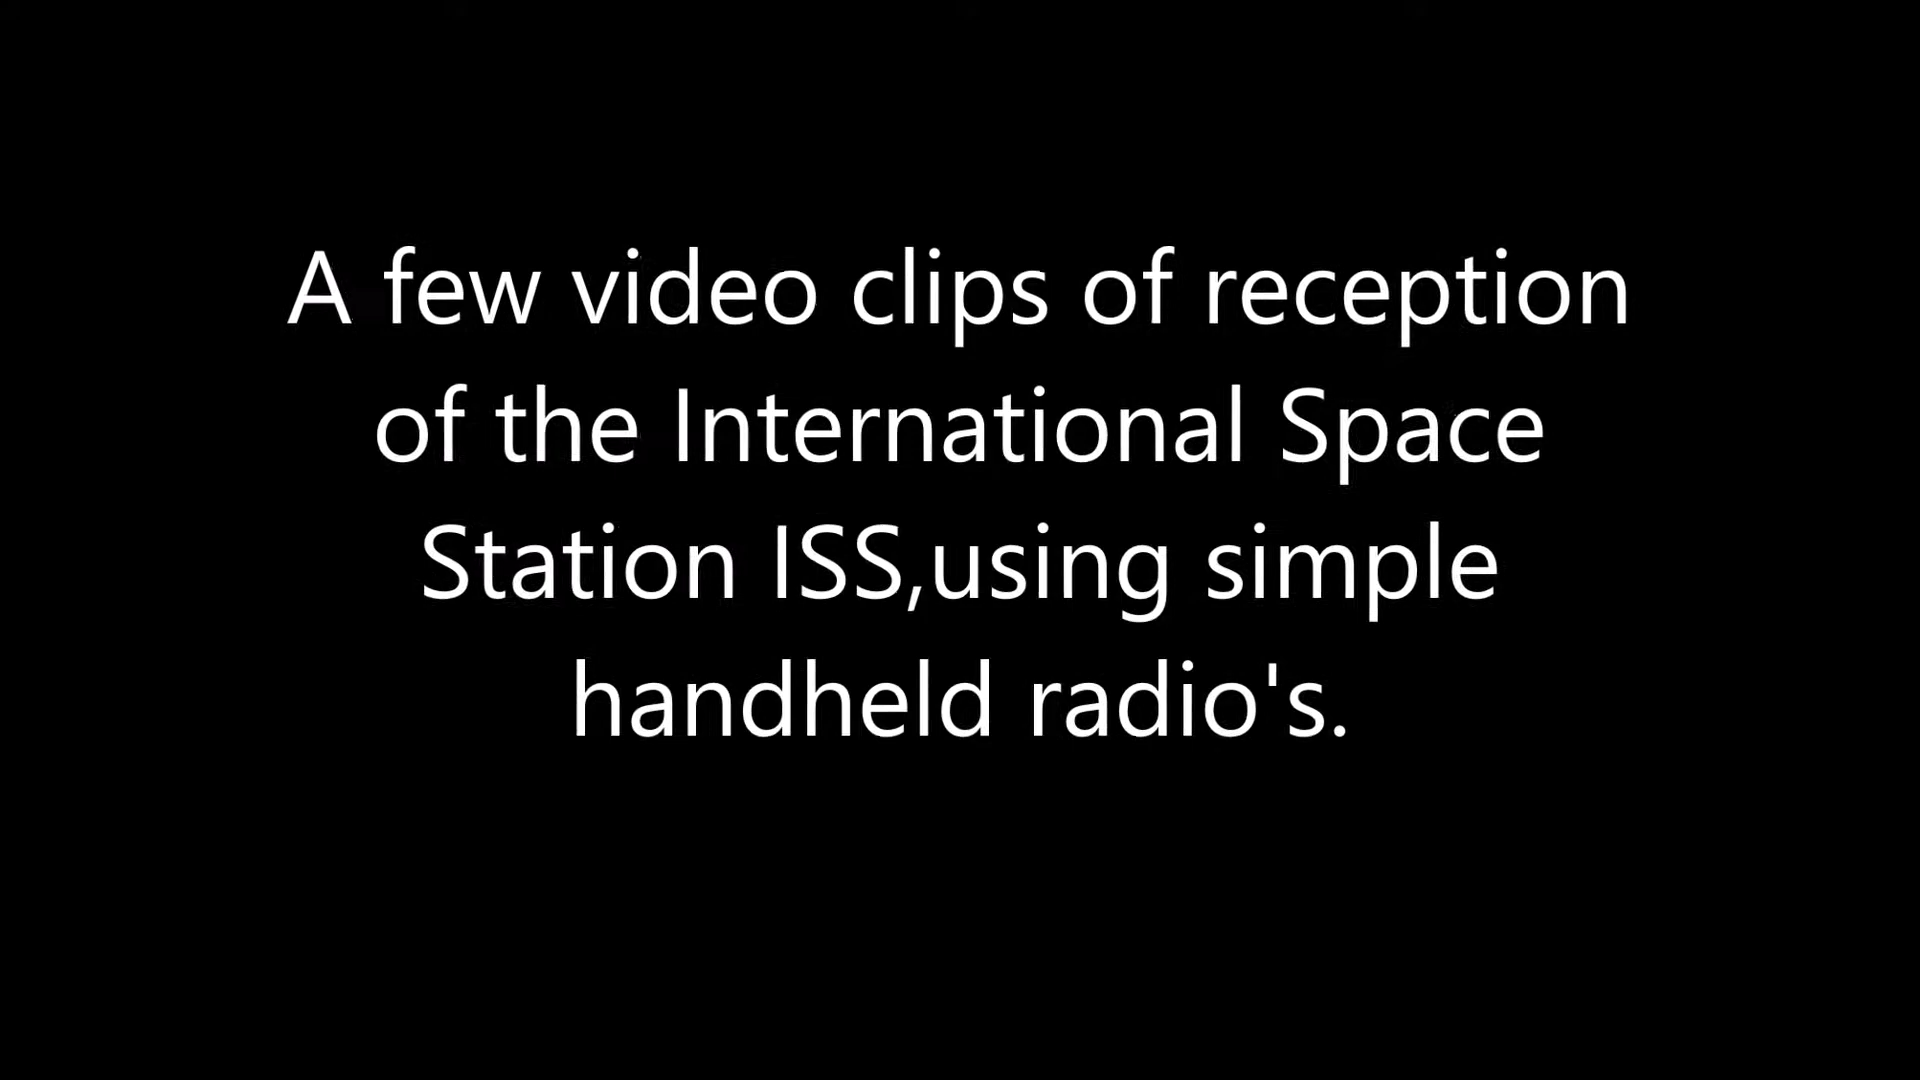 A few video clips of reception
of the International Space
Station ISS,using simple
handheld radio's.